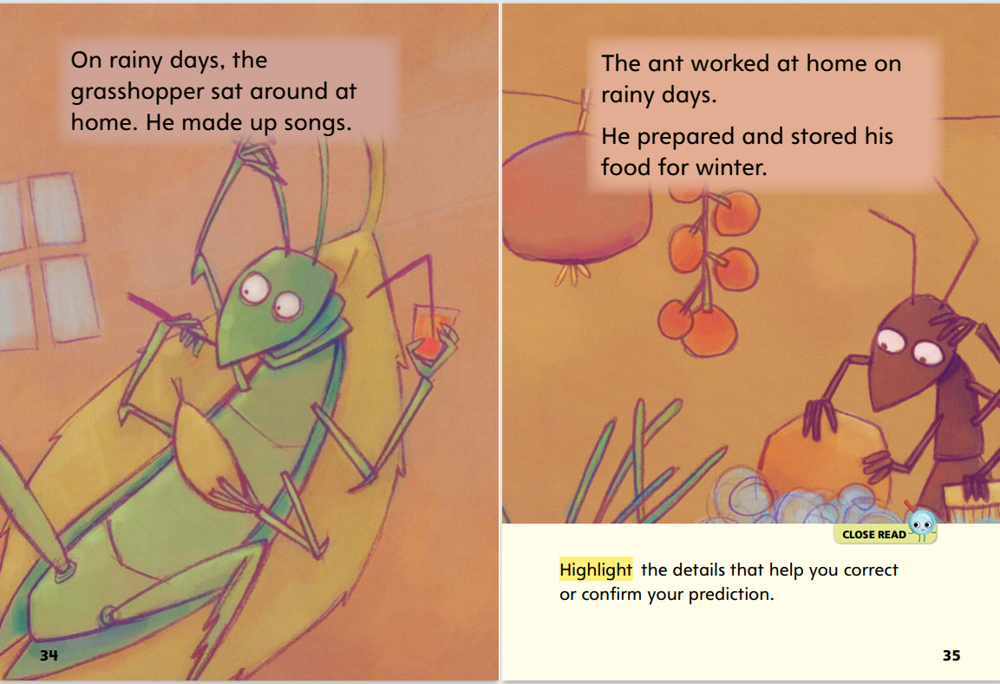 On rainy days, the
grasshopper sat around at
home. He made up songs.
34
The ant worked at home on
rainy days.
He prepared and stored his
food for winter.
CLOSE READ
Highlight the details that help you correct
or confirm your prediction.
35